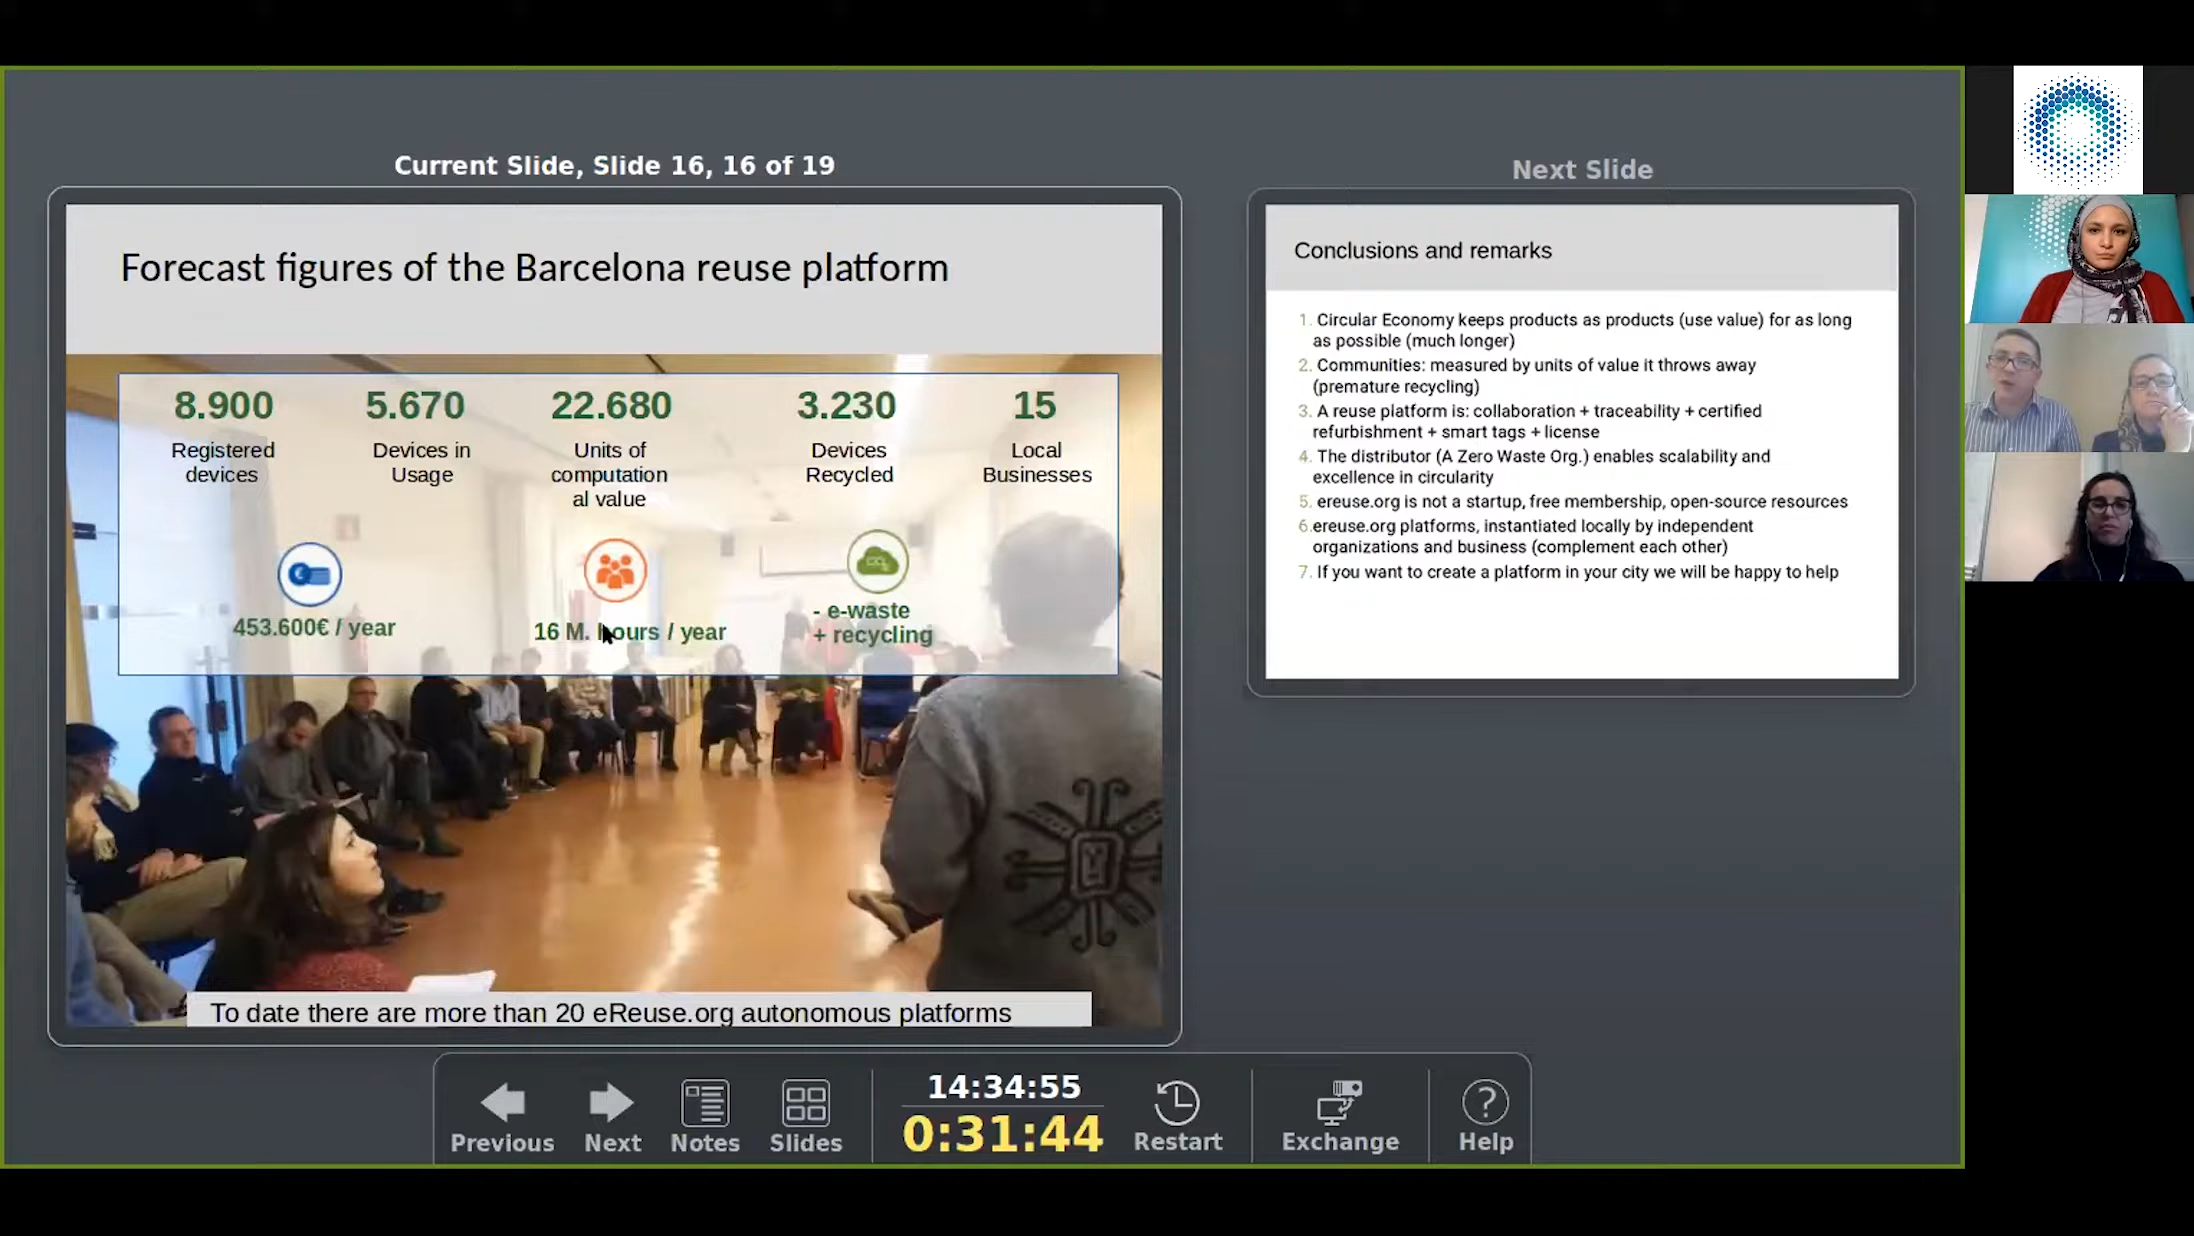 Current Slide, Slide 16, 16 of 19
Forecast figures of the Barcelona reuse platform
8.900
Registered
devices
5.670
Devices in
Usage
22.680
Units of
computation
al value
3.230
Devices
Recycled
15
Local
Businesses
453.600€ / year
16 M. hours / year
- e-waste
+ recycling
To date there are more than 20 eReuse.org autonomous platforms
Next Slide
Conclusions and remarks
1. Circular Economy keeps products as products (use value) for as long
as possible (much longer)
2. Communities: measured by units of value it throws away
(premature recycling)
3. A reuse platform is: collaboration + traceability + certified
refurbishment + smart tags + license
4. The distributor (A Zero Waste Org.) enables scalability and
excellence in circularity
5. ereuse.org is not a startup, free membership, open-source resources
6. ereuse.org platforms, instantiated locally by independent
organizations and business (complement each other)
7. If you want to create a platform in your city we will be happy to help
Previous
Next
Notes
Slides
14:34:55
0:31:44
Restart
Exchange
Help